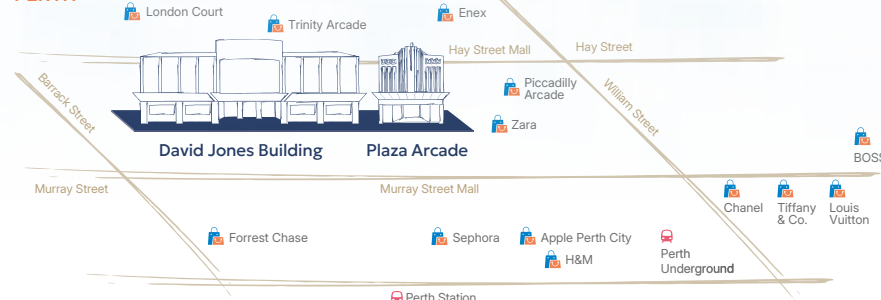 London Court
Trinity Arcade
Enex
Hay Street Mall
Hay Street
Barrack Street
Piccadilly
Arcade
William Street
Zara
David Jones Building
Plaza Arcade
BOSS
Murray Street
Murray Street Mall
Chanel
Tiffany
& Co.
Louis
Vuitton
Forrest Chase
Sephora
Apple Perth City
H&M
Perth
Underground
Perth Station